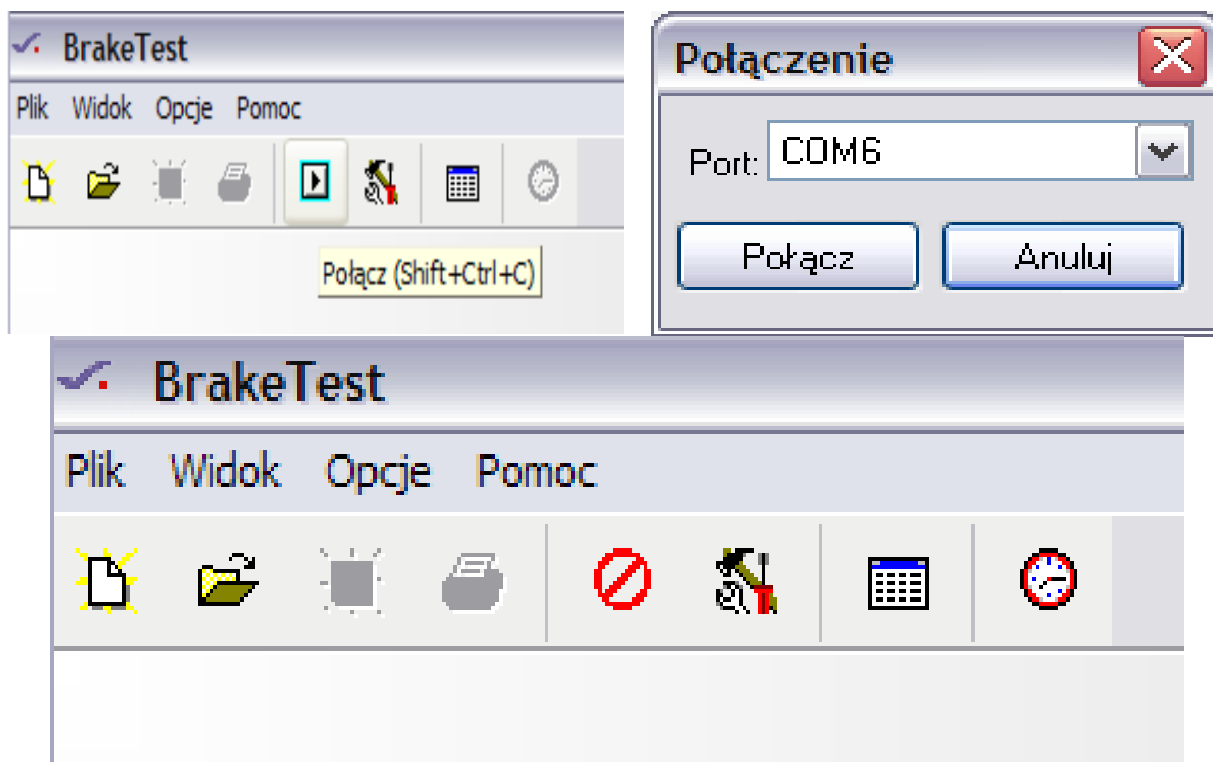 BrakeTest
Plik Widok Opcje Pomoc
Połącz (Shift+Ctrl+C)
Połączenie
Port: COM6
Połącz Anuluj
BrakeTest
Plik Widok Opcje Pomoc